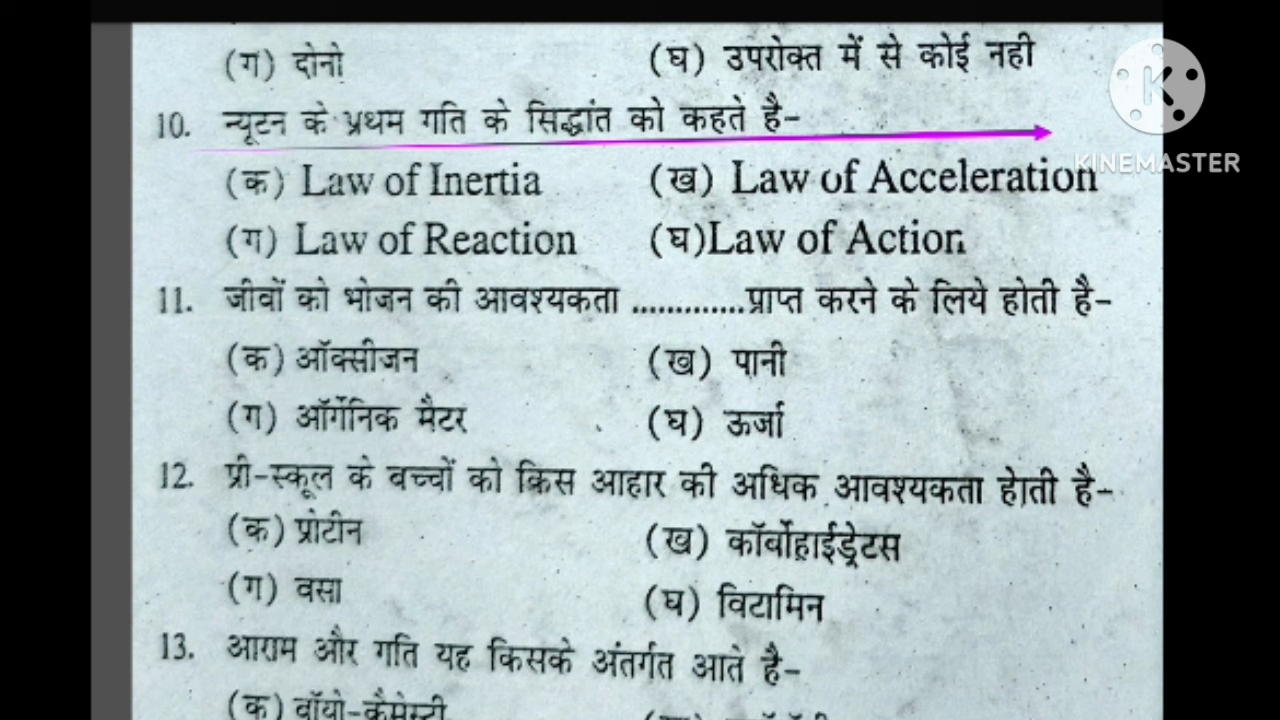 (ग) दोनो (घ) उपरोक्त में से कोई नही
10. न्यूटन के प्रथम गति के सिद्धांत को कहते है-
KINEMASTER
(क) Law of Inertia (ख) Law of Acceleration
(ग) Law of Reaction (घ)Law of Action
11. जीवों को भोजन की आवश्यकता .............प्राप्त करने के लिये होती है-
(क) ऑक्सीजन (ख) पानी
(ग) ऑर्गेनिक मैटर (घ) ऊर्जा
12. प्री-स्कूल के बच्चों को किस आहार की अधिक आवश्यकता हेाती है-
(क) प्रोटीन (ख) कॉर्वोहाईड्रेटस
(ग) वसा (घ) विटामिन
13. आराम और गति यह किसके अंतर्गत आते है-
(क) वॉयो-कैमेस्टी